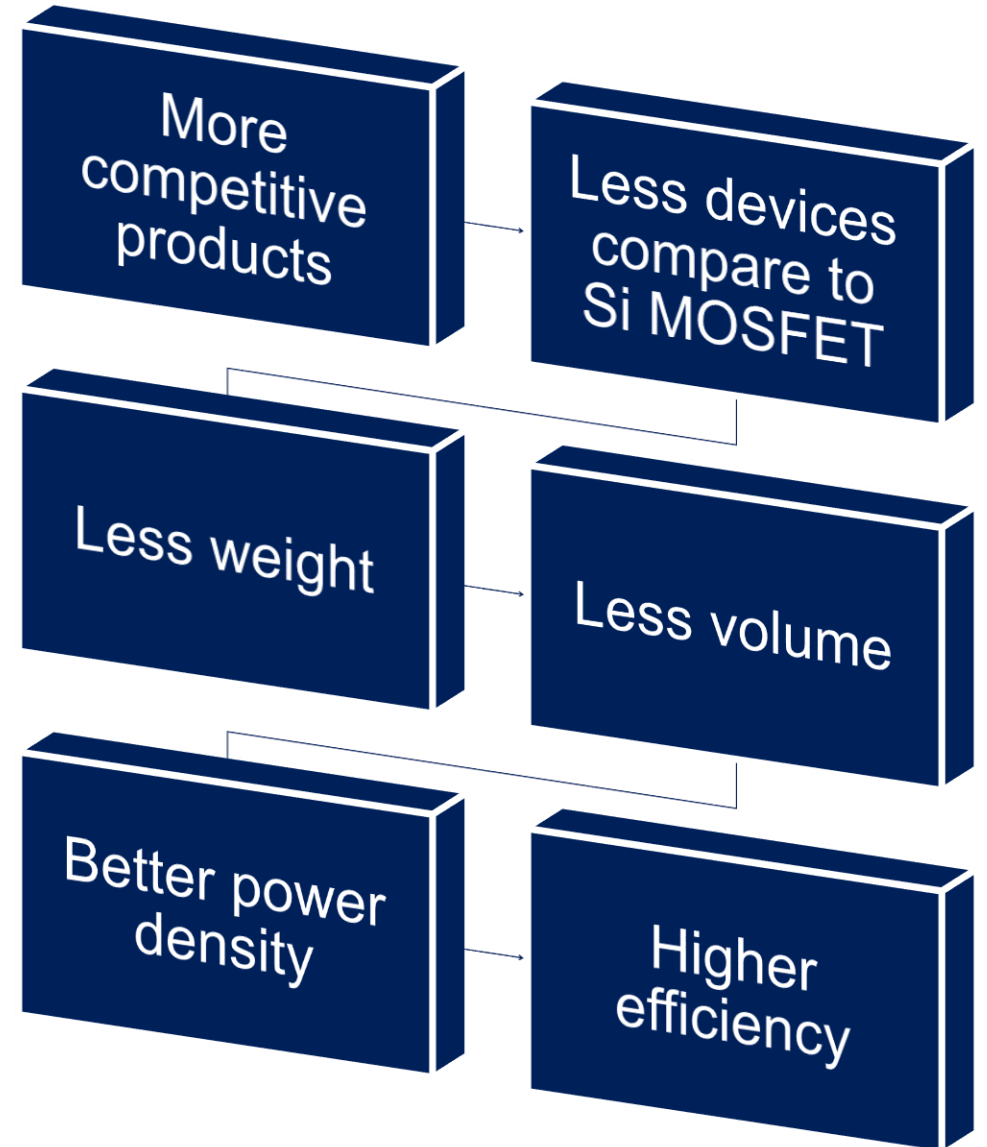 More
competitive
products
Less devices
compare to
Si MOSFET
Less weight
Less volume
Better power
density
Higher
efficiency